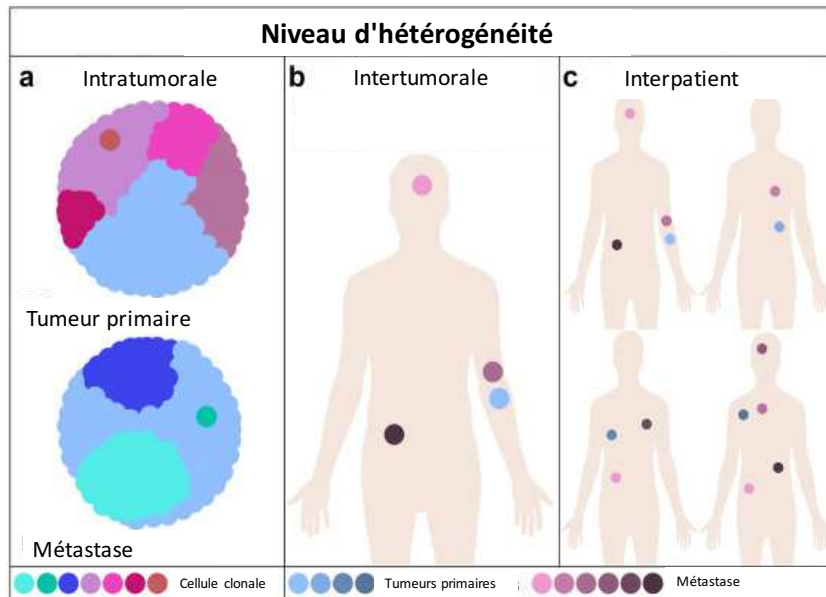 Niveau d'hétérogénéité
a Intratumorale
b Intertumorale
c Interpatient
Tumeur primaire
Métastase
Cellule clonale
Tumeurs primaires
Métastase